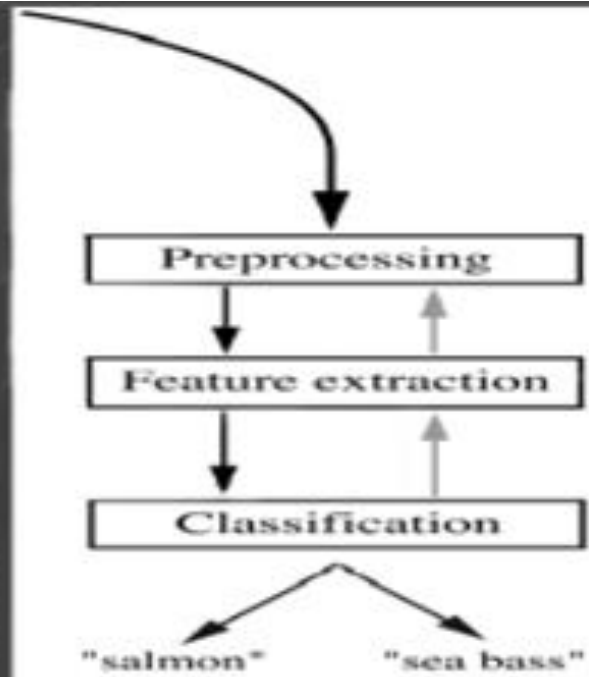 Preprocessing
Feature extraction
Classification
"salmon" "sea bass"